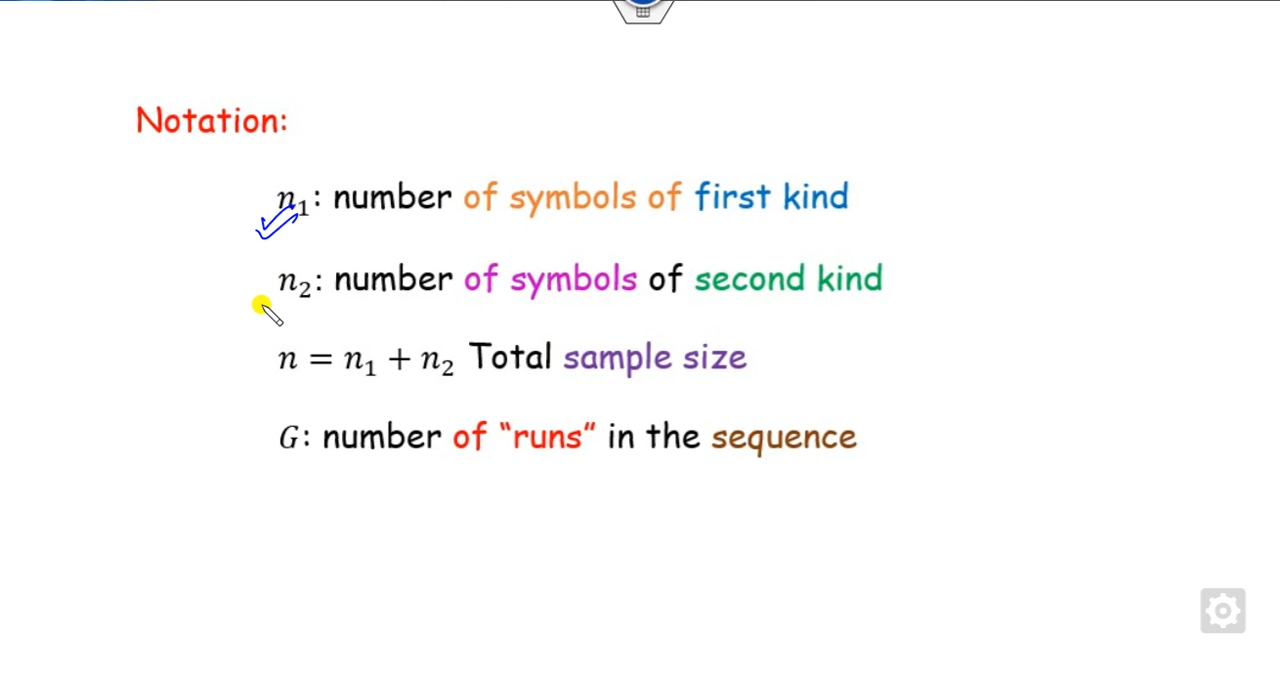 Notation:
n₁: number of symbols of first kind
n₂: number of symbols of second kind
n = n₁ + n₂ Total sample size
G: number of “runs” in the sequence